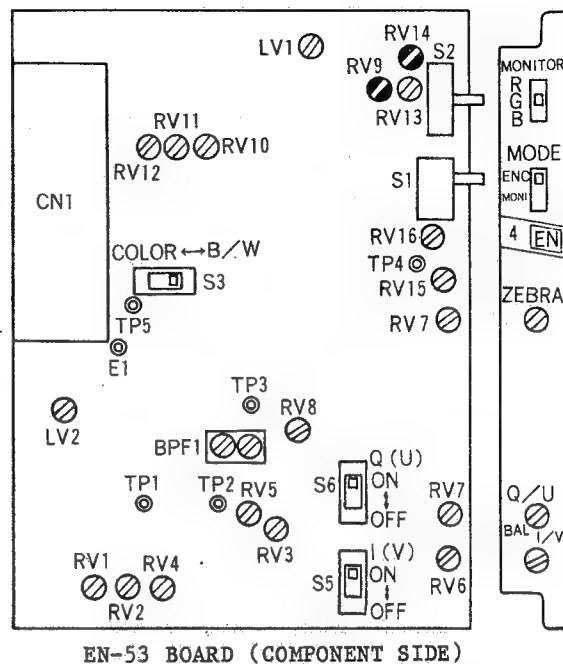 RV14
LV1
S2
RV9
MONITOR
R
G
B
RV13
RV11
RV10
RV12
MODE
ENC
MONI
S1
CN1
4 EN
RV16
COLOR ↔ B/W
TP4
S3
RV15
ZEBRA
TP5
RV7
E1
TP3
RV8
LV2
BPF1
Q (U)
ON
↕
OFF
S6
Q/U
TP1
TP2
RV5
RV7
BAL
I/V
RV3
I (V)
ON
↕
OFF
S5
RV1
RV4
RV2
RV6
EN-53 BOARD (COMPONENT SIDE)